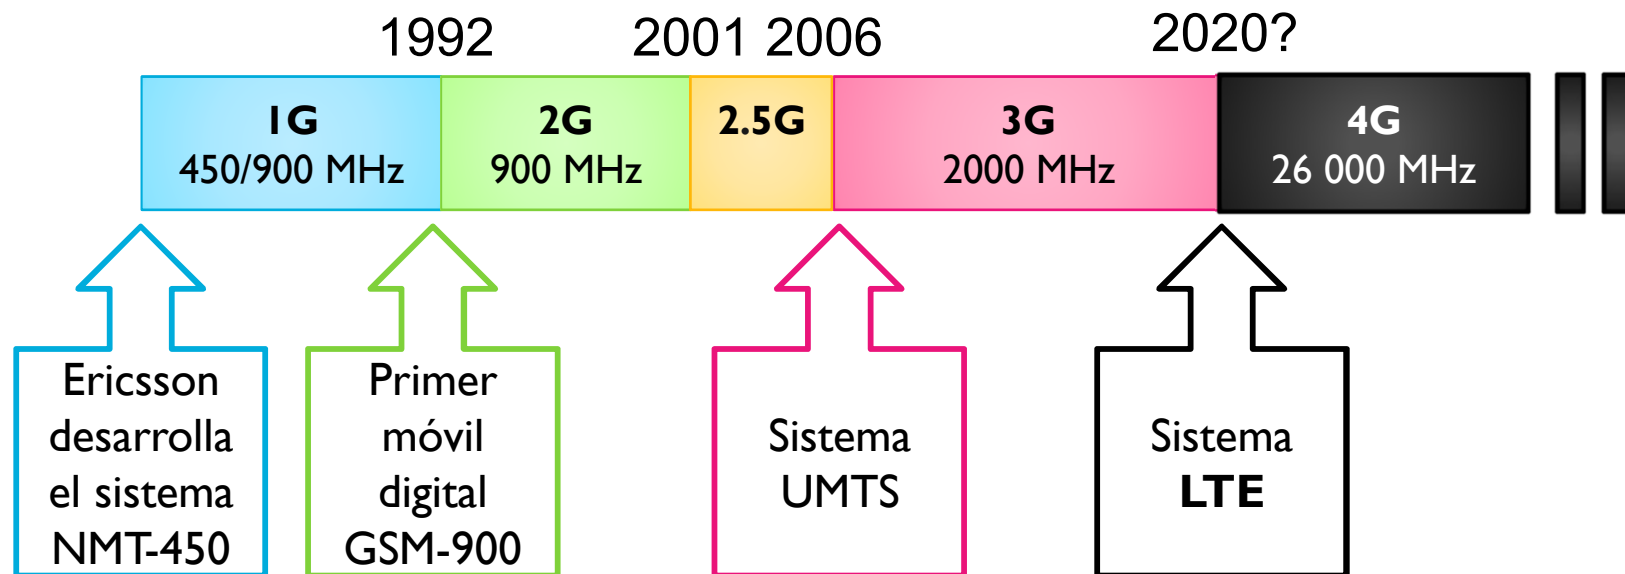 1992 2001 2006 2020?
1G 2G 2.5G 3G 4G
450/900 MHz 900 MHz 2000 MHz 26 000 MHz
Ericsson
desarrolla
el sistema
NMT-450
Primer
móvil
digital
GSM-900
Sistema
UMTS
Sistema
LTE